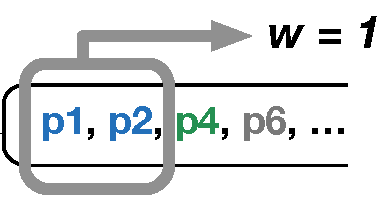 w = 1
p1, p2, p4, p6, ...